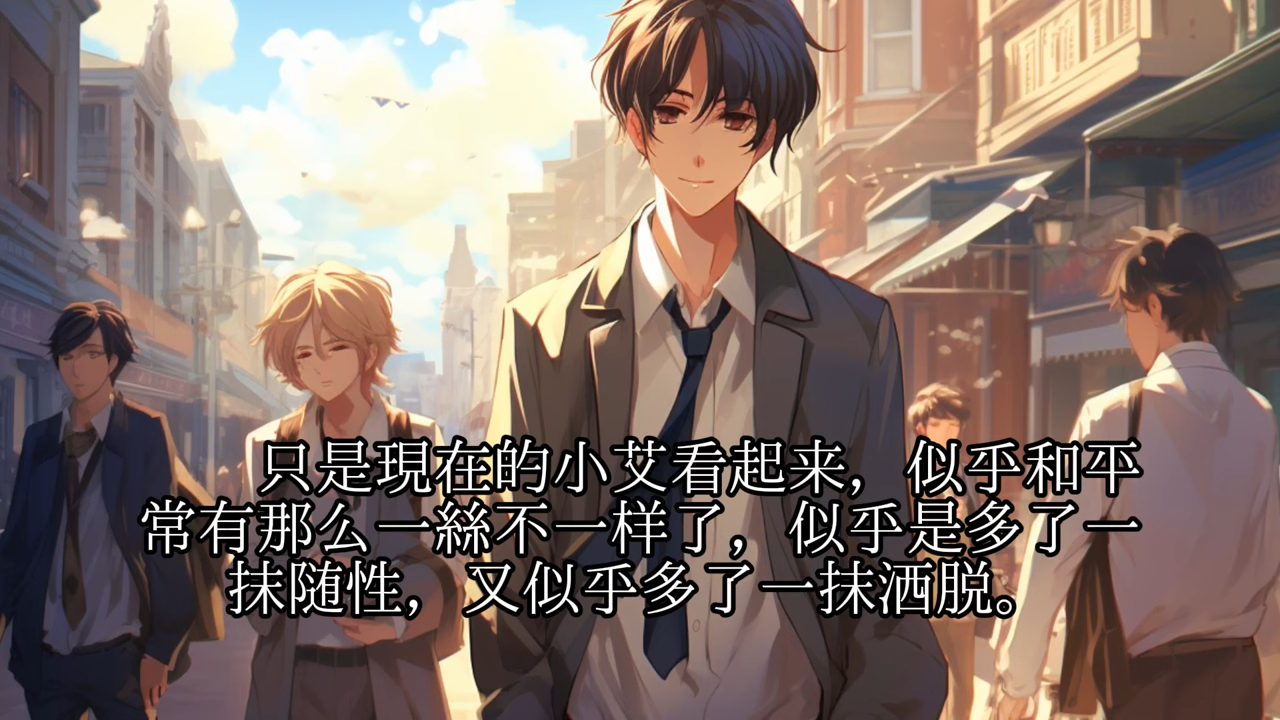 只是現在的小艾看起来，似乎和平
常有那么一絲不一样了，似乎是多了一
抹随性，又似乎多了一抹洒脱。